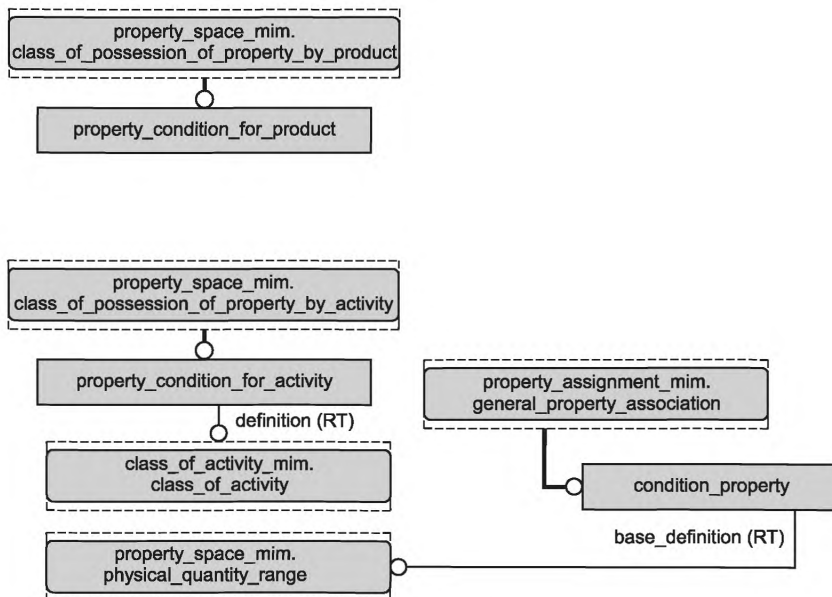 property_space_mim.
class_of_possession_of_property_by_product
property_condition_for_product
property_space_mim.
class_of_possession_of_property_by_activity
property_condition_for_activity
definition (RT)
class_of_activity_mim.
class_of_activity
property_space_mim.
physical_quantity_range
property_assignment_mim.
general_property_association
condition_property
base_definition (RT)